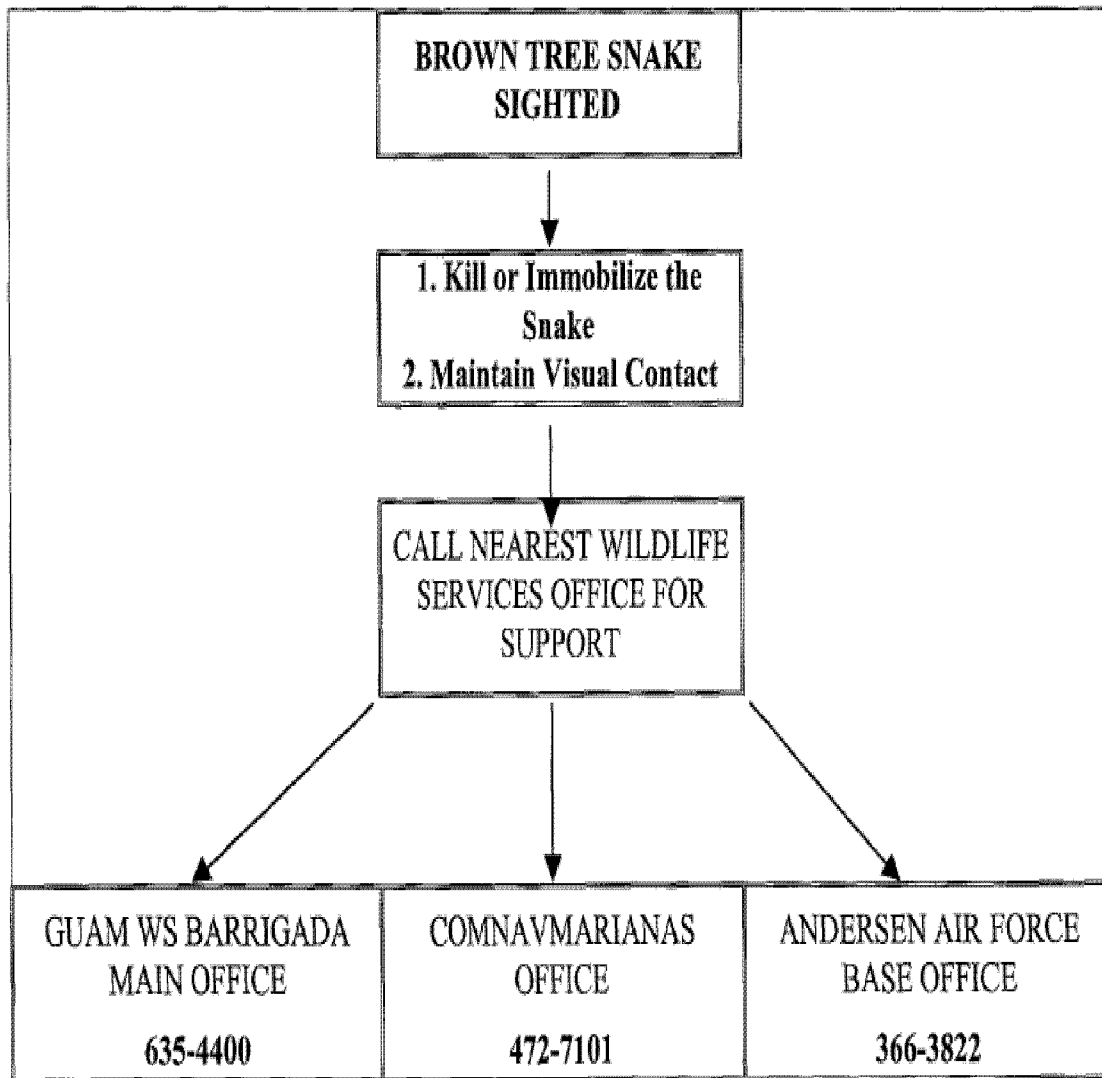 BROWN TREE SNAKE
SIGHTED
1. Kill or Immobilize the
Snake
2. Maintain Visual Contact
CALL NEAREST WILDLIFE
SERVICES OFFICE FOR
SUPPORT
GUAM WS BARRIGADA
MAIN OFFICE
635-4400
COMNAVMARIANAS
OFFICE
472-7101
ANDERSEN AIR FORCE
BASE OFFICE
366-3822